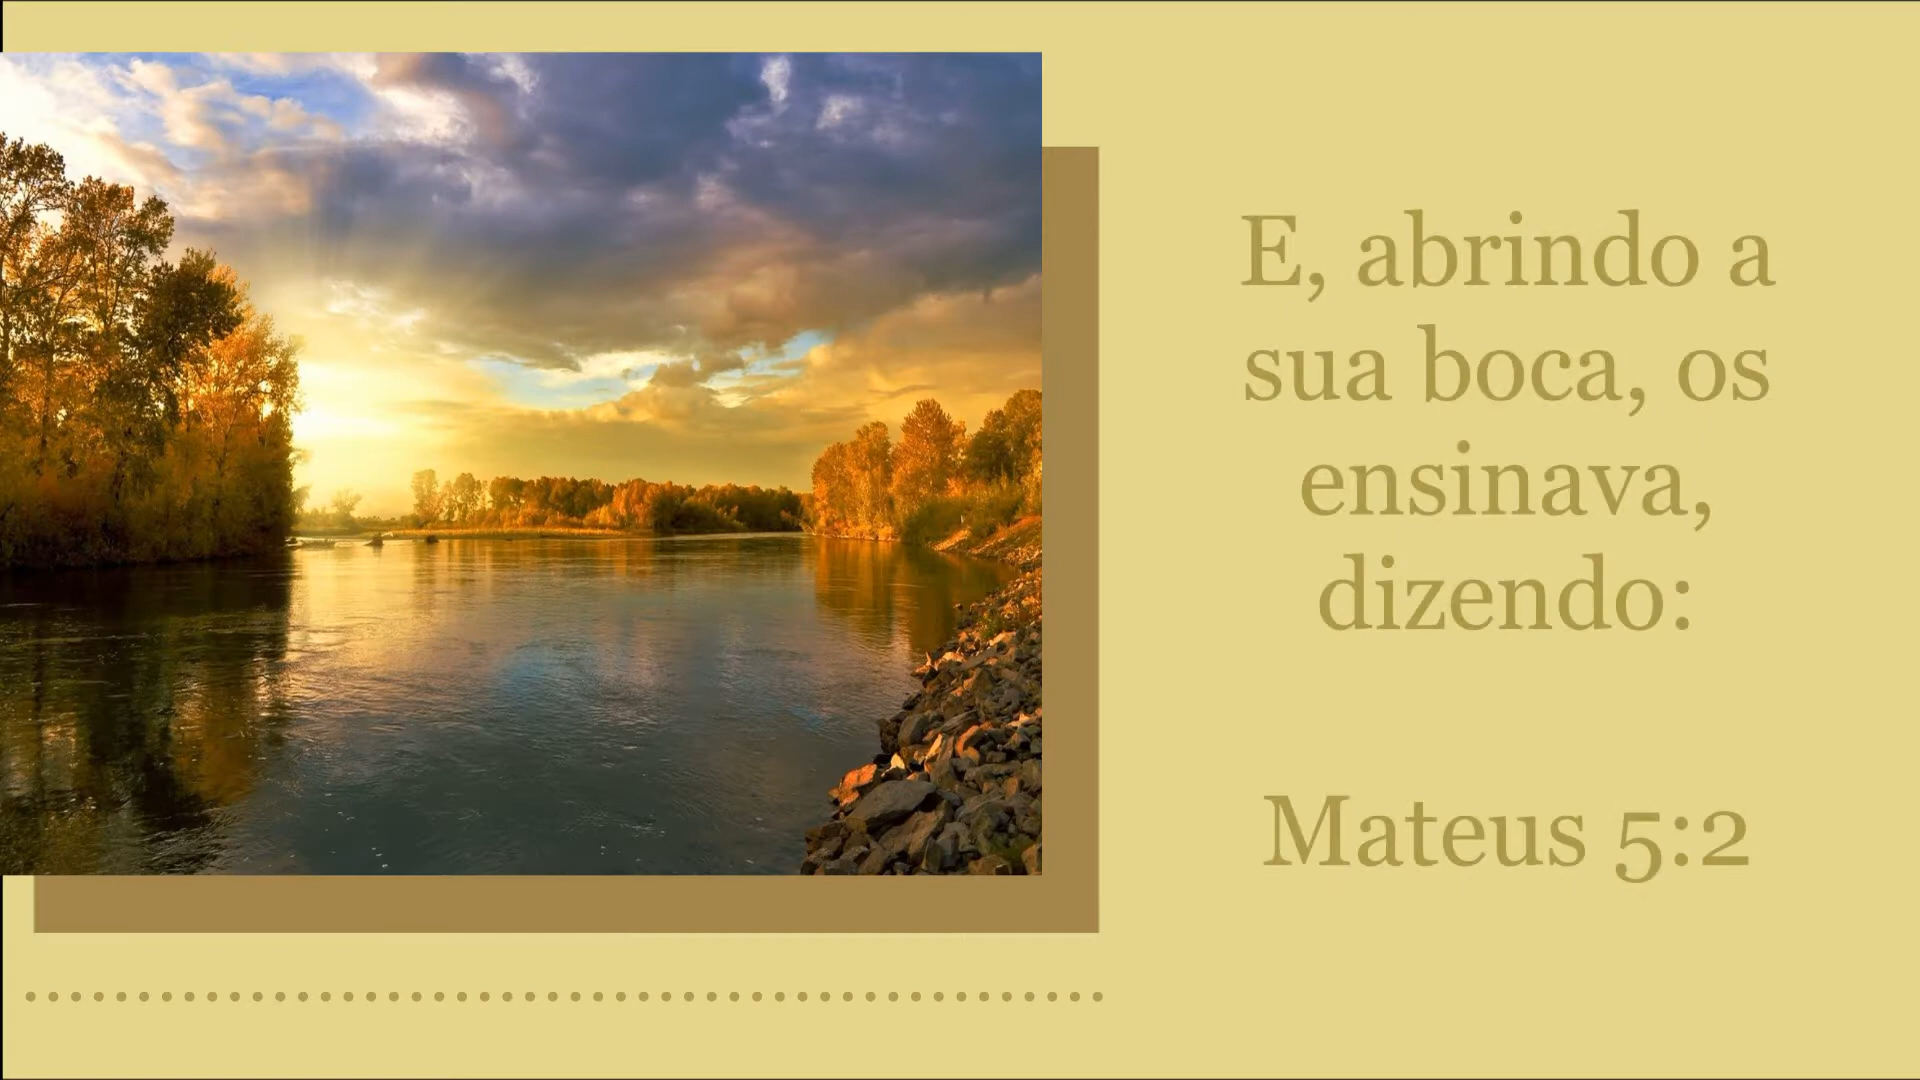 E, abrindo a
sua boca, os
ensinava,
dizendo:
Mateus 5:2